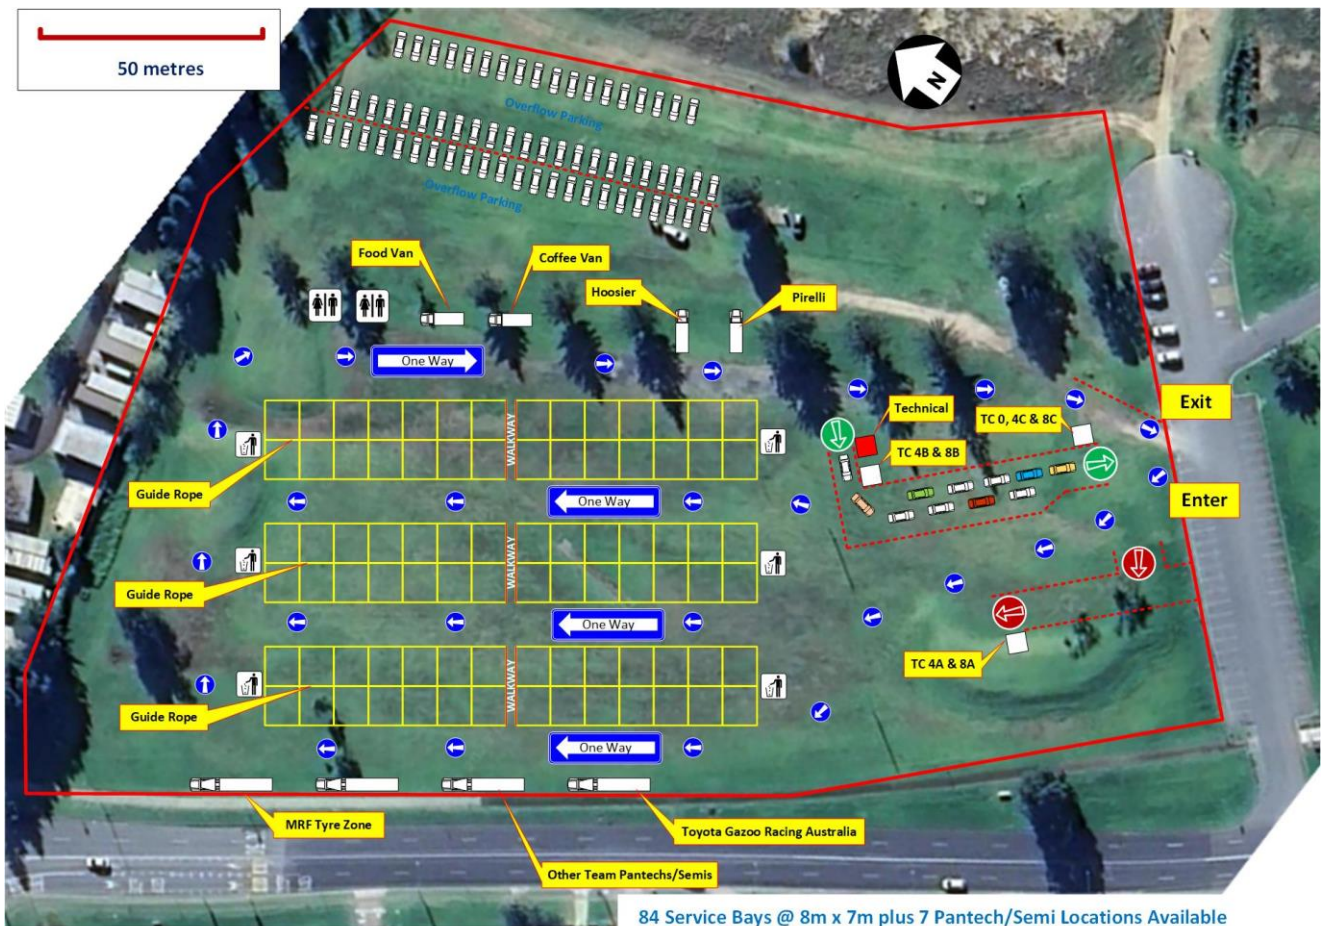 50 metres
N
Overflow Parking
Overflow Parking
Food Van
Coffee Van
Hoosier
Pirelli
One Way
Technical
TC 0, 4C & 8C
Exit
TC 4B & 8B
WALKWAY
Guide Rope
One Way
Enter
WALKWAY
Guide Rope
One Way
TC 4A & 8A
WALKWAY
Guide Rope
One Way
MRF Tyre Zone
Toyota Gazoo Racing Australia
Other Team Pantechs/Semis
84 Service Bays @ 8m x 7m plus 7 Pantech/Semi Locations Available